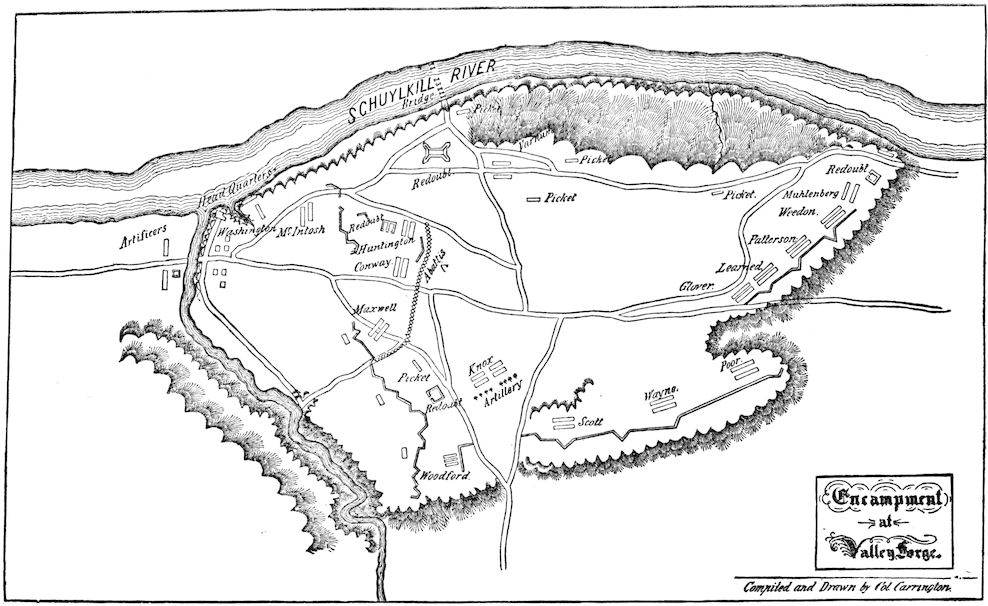 SCHUYLKILL RIVER
Bridge
Picket
Varnum
Picket
Redoubt
Picket
Picket.
Redoubt
Muhlenberg
Weedon.
Head Quarters
Washington
McIntosh
Artificers
Redoubt
Huntington
Conway
Abatis
Patterson
Learned
Glover.
Maxwell
Picket
Redoubt
Knox
Artillery
Poor.
Wayne.
Scott
Woodford.
Encampment
at
Valley Forge.
Compiled and Drawn by Col. Carrington.